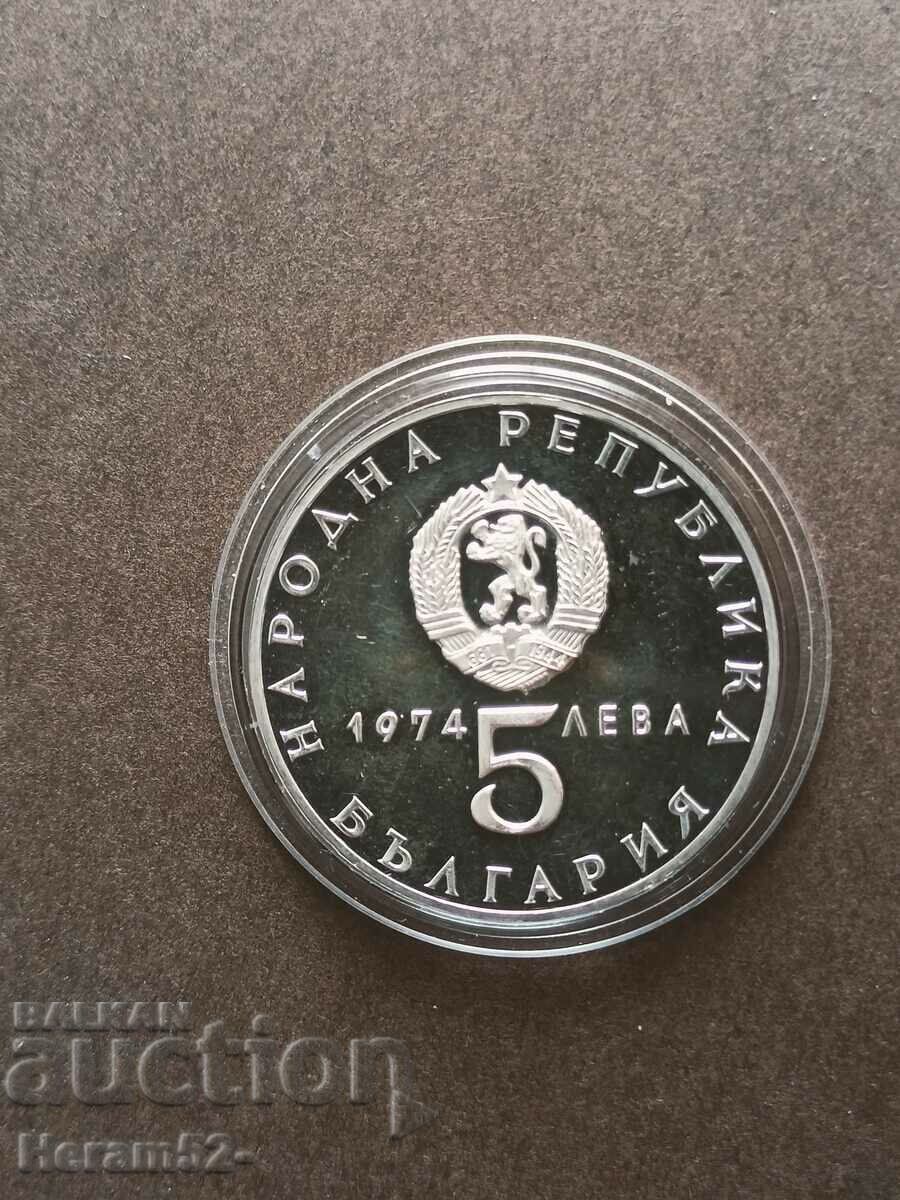 НАРОДНА РЕПУБЛИКА
БЪЛГАРИЯ
681 1944
1974 5 ЛЕВА
BALKAN
auction
Heram52-